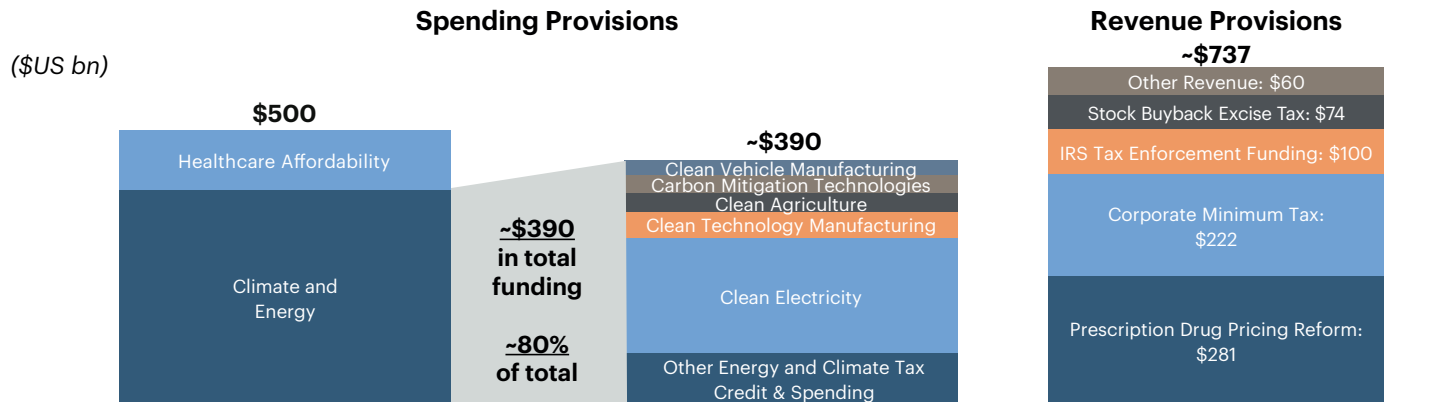 Spending Provisions
($US bn)
$500
Healthcare Affordability
Climate and
Energy
~$390
in total
funding
~80%
of total
~$390
Clean Vehicle Manufacturing
Carbon Mitigation Technologies
Clean Agriculture
Clean Technology Manufacturing
Clean Electricity
Other Energy and Climate Tax
Credit & Spending
Revenue Provisions
~$737
Other Revenue: $60
Stock Buyback Excise Tax: $74
IRS Tax Enforcement Funding: $100
Corporate Minimum Tax:
$222
Prescription Drug Pricing Reform:
$281